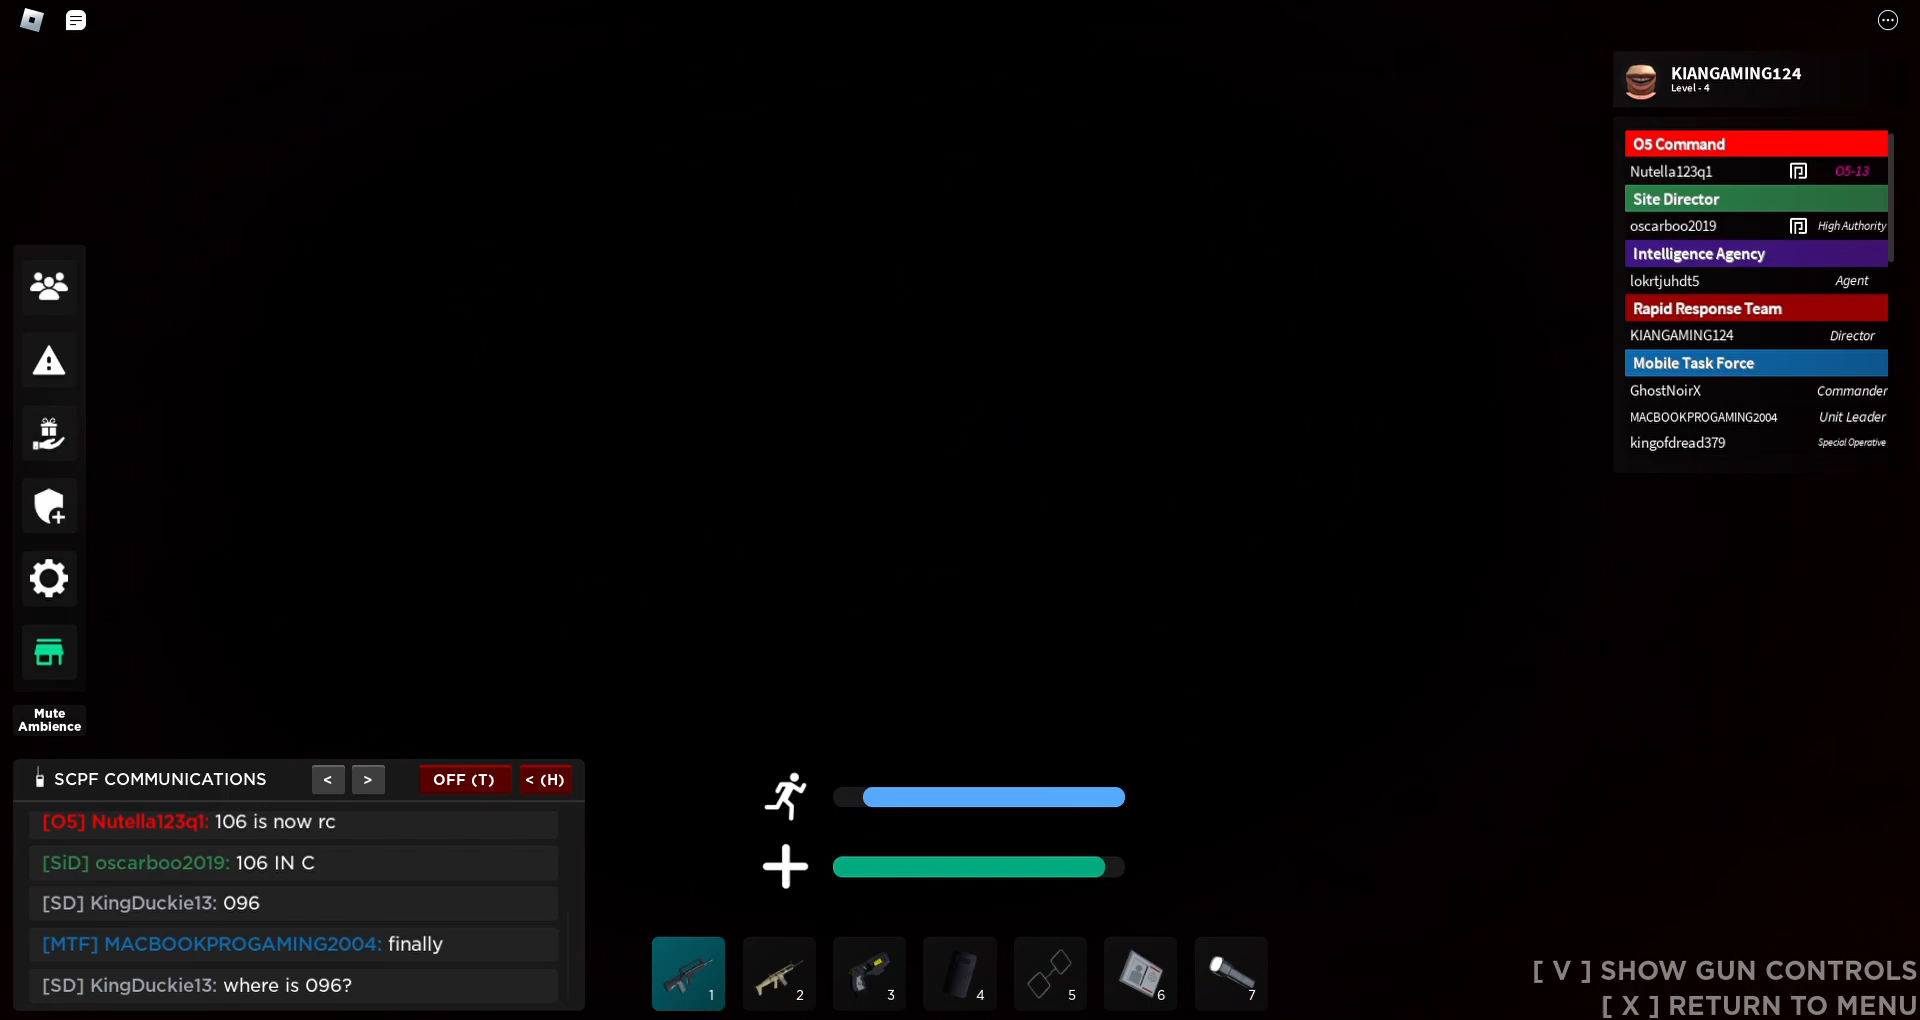 KIANGAMING124
Level - 4
O5 Command
Nutella123q1 O5-13
Site Director
oscarboo2019 High Authority
Intelligence Agency
lokrtjuhdt5 Agent
Rapid Response Team
KIANGAMING124 Director
Mobile Task Force
GhostNoirX Commander
MACBOOKPROGAMING2004 Unit Leader
kingofdread379 Special Operative
Mute
Ambience
SCPF COMMUNICATIONS < > OFF (T) < (H)
[O5] Nutella123q1: 106 is now rc
[SiD] oscarboo2019: 106 IN C
[SD] KingDuckie13: 096
[MTF] MACBOOKPROGAMING2004: finally
[SD] KingDuckie13: where is 096?
1 2 3 4 5 6 7
[ V ] SHOW GUN CONTROLS
[ X ] RETURN TO MENU